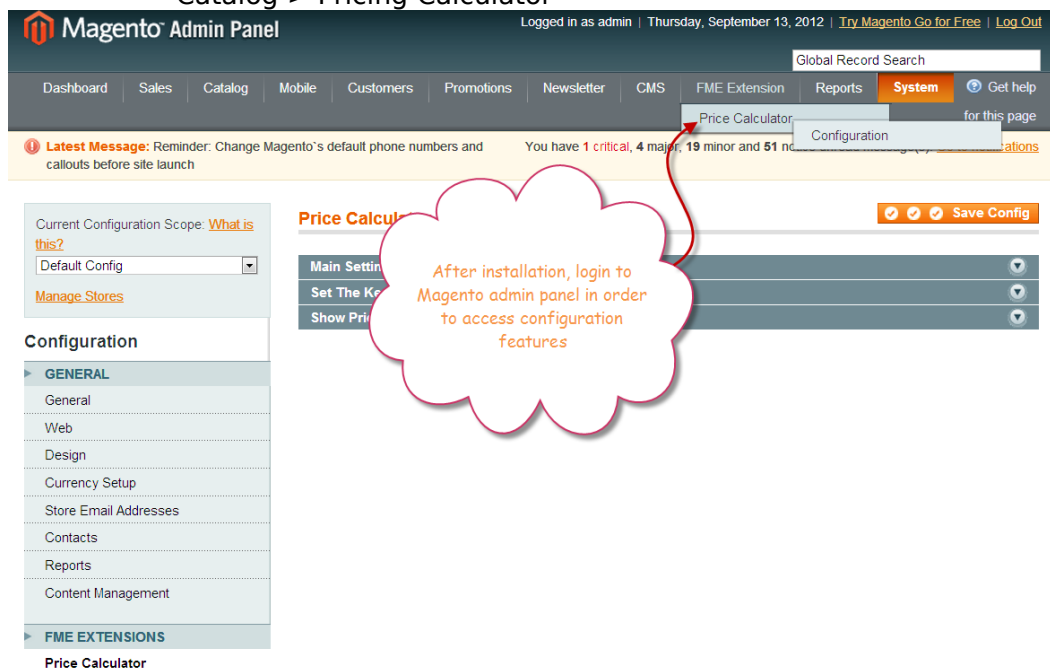 Catalog > Pricing Calculator
Magento Admin Panel
Logged in as admin | Thursday, September 13, 2012 | Try Magento Go for Free | Log Out
Global Record Search
Dashboard Sales Catalog Mobile Customers Promotions Newsletter CMS FME Extension Reports System Get help for this page
Price Calculator
Configuration
Latest Message: Reminder: Change Magento`s default phone numbers and callouts before site launch
You have 1 critical, 4 major, 19 minor and 51
Current Configuration Scope: What is this?
Default Config
Manage Stores
Price
Save Config
Main
Set The
Show
After installation, login to
Magento admin panel in order
to access configuration
features
Configuration
GENERAL
General
Web
Design
Currency Setup
Store Email Addresses
Contacts
Reports
Content Management
FME EXTENSIONS
Price Calculator